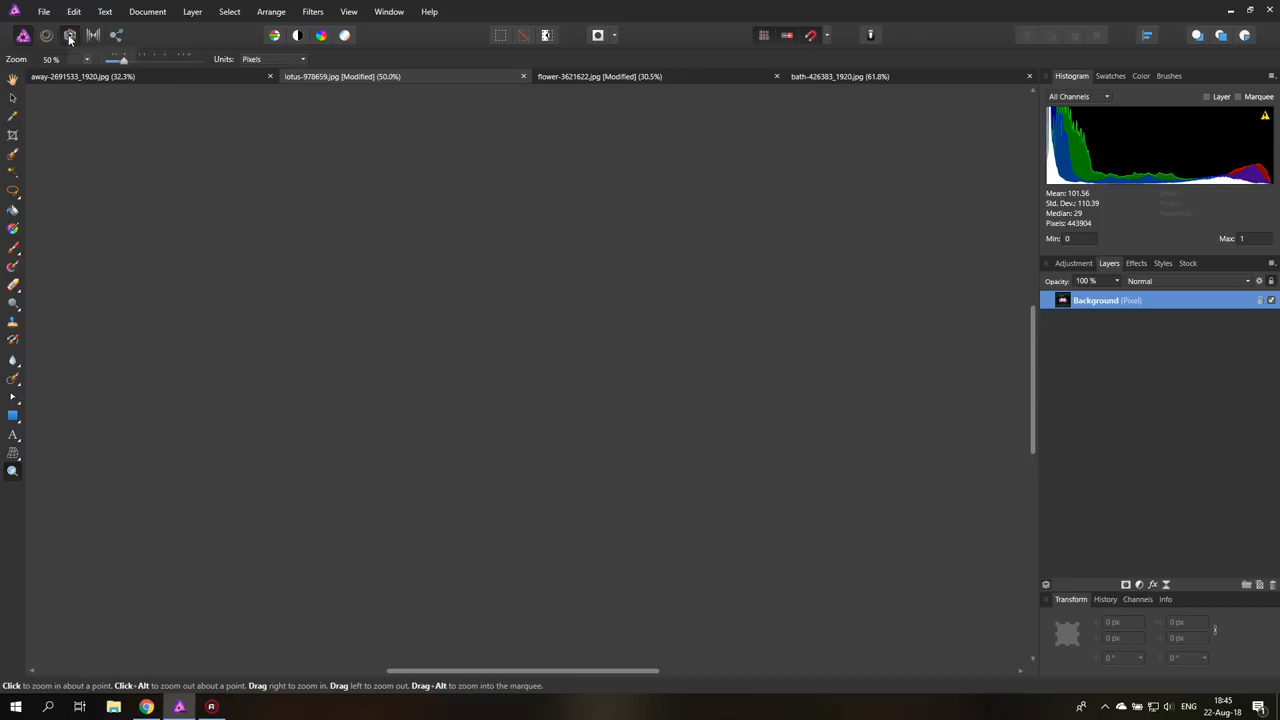 File Edit Text Document Layer Select Arrange Filters View Window Help
Zoom 50 % Units: Pixels
away-2691533_1920.jpg (32.3%) lotus-978659.jpg [Modified] (50.0%) flower-3621622.jpg [Modified] (30.5%) bath-426383_1920.jpg (61.8%)
Histogram Swatches Color Brushes
All Channels Layer Marquee
Mean: 101.56
Std. Dev.: 110.39
Median: 29
Pixels: 443904
Min: 0 Max: 1
Adjustment Layers Effects Styles Stock
Opacity: 100 % Normal
Background (Pixel)
Transform History Channels Info
X: 0 px W: 0 px
Y: 0 px H: 0 px
R: 0 ° S: 0 °
Click to zoom in about a point. Click+Alt to zoom out about a point. Drag right to zoom in. Drag left to zoom out. Drag+Alt to zoom into the marquee.
ENG
18:45
22-Aug-18